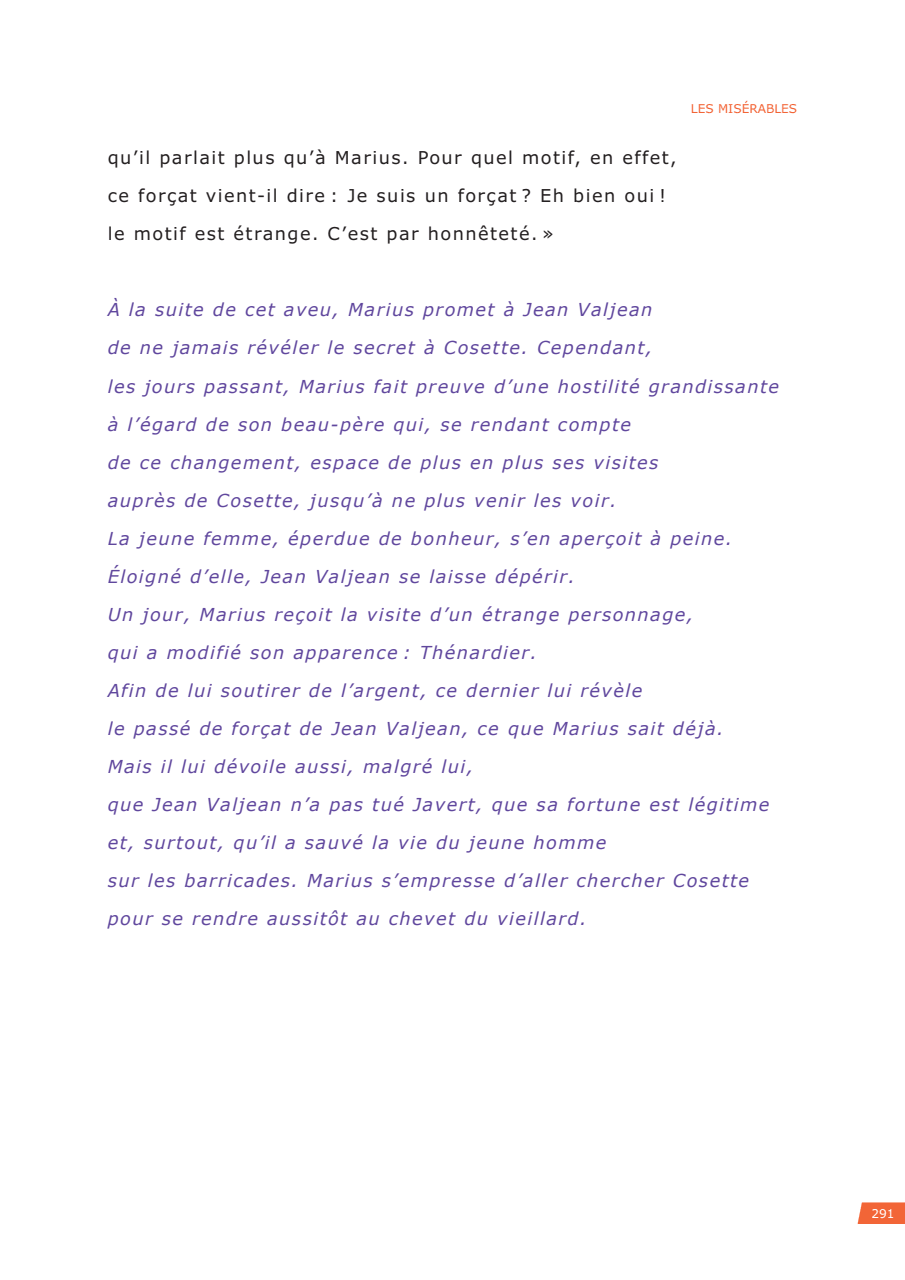 LES MISÉRABLES
qu’il parlait plus qu’à Marius. Pour quel motif, en effet,
ce forçat vient-il dire : Je suis un forçat ? Eh bien oui !
le motif est étrange. C’est par honnêteté. »
À la suite de cet aveu, Marius promet à Jean Valjean
de ne jamais révéler le secret à Cosette. Cependant,
les jours passant, Marius fait preuve d’une hostilité grandissante
à l’égard de son beau-père qui, se rendant compte
de ce changement, espace de plus en plus ses visites
auprès de Cosette, jusqu’à ne plus venir les voir.
La jeune femme, éperdue de bonheur, s’en aperçoit à peine.
Éloigné d’elle, Jean Valjean se laisse dépérir.
Un jour, Marius reçoit la visite d’un étrange personnage,
qui a modifié son apparence : Thénardier.
Afin de lui soutirer de l’argent, ce dernier lui révèle
le passé de forçat de Jean Valjean, ce que Marius sait déjà.
Mais il lui dévoile aussi, malgré lui,
que Jean Valjean n’a pas tué Javert, que sa fortune est légitime
et, surtout, qu’il a sauvé la vie du jeune homme
sur les barricades. Marius s’empresse d’aller chercher Cosette
pour se rendre aussitôt au chevet du vieillard.
291